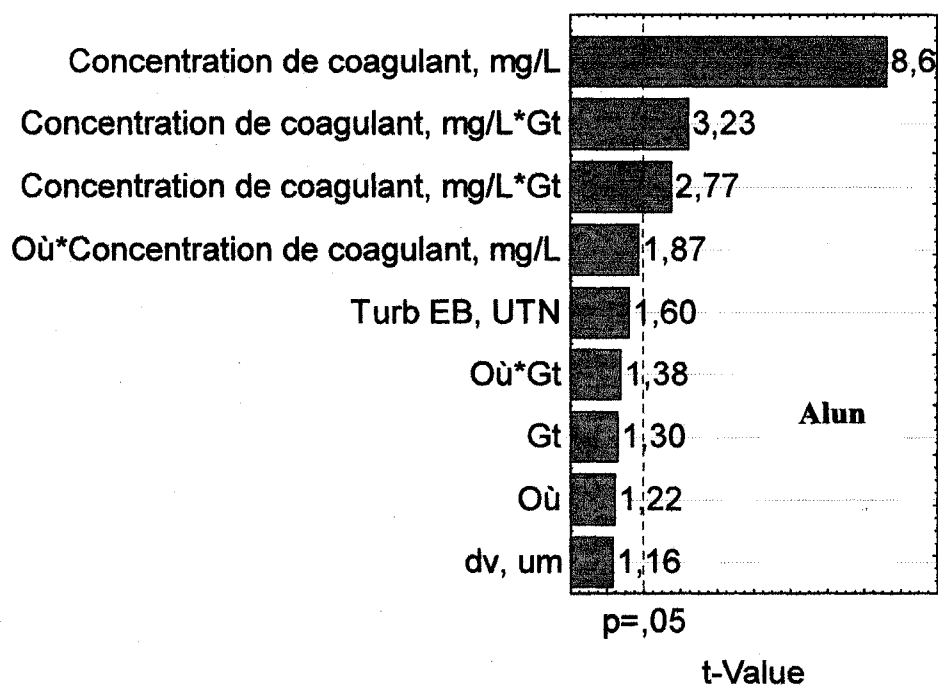 Concentration de coagulant, mg/L 8,6
Concentration de coagulant, mg/L*Gt 3,23
Concentration de coagulant, mg/L*Gt 2,77
Où*Concentration de coagulant, mg/L 1,87
Turb EB, UTN 1,60
Où*Gt 1,38
Gt 1,30
Où 1,22
dv, um 1,16
Alun
p=,05
t-Value